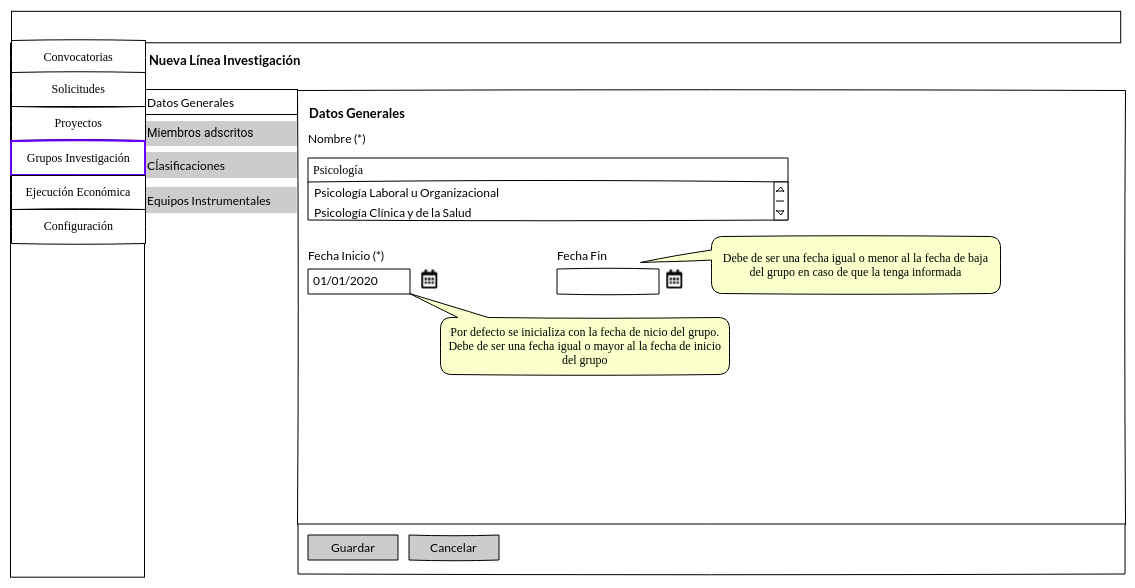 Convocatorias
Solicitudes
Proyectos
Grupos Investigación
Ejecución Económica
Configuración
Nueva Línea Investigación
Datos Generales
Miembros adscritos
Clasificaciones
Equipos Instrumentales
Datos Generales
Nombre (*)
Psicología
Psicología Laboral u Organizacional
Psicología Clínica y de la Salud
Fecha Inicio (*)
01/01/2020
Fecha Fin
Debe de ser una fecha igual o menor al la fecha de baja
del grupo en caso de que la tenga informada
Por defecto se inicializa con la fecha de nicio del grupo.
Debe de ser una fecha igual o mayor al la fecha de inicio
del grupo
Guardar
Cancelar